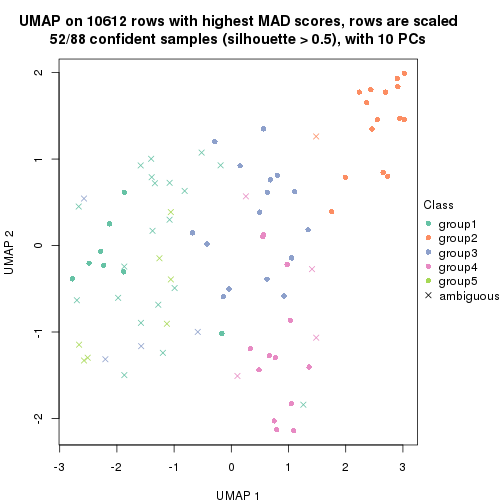 UMAP on 10612 rows with highest MAD scores, rows are scaled
52/88 confident samples (silhouette > 0.5), with 10 PCs
2
1
0
-1
-2
UMAP 2
-3
-2
-1
0
1
2
3
UMAP 1
Class
group1
group2
group3
group4
group5
ambiguous